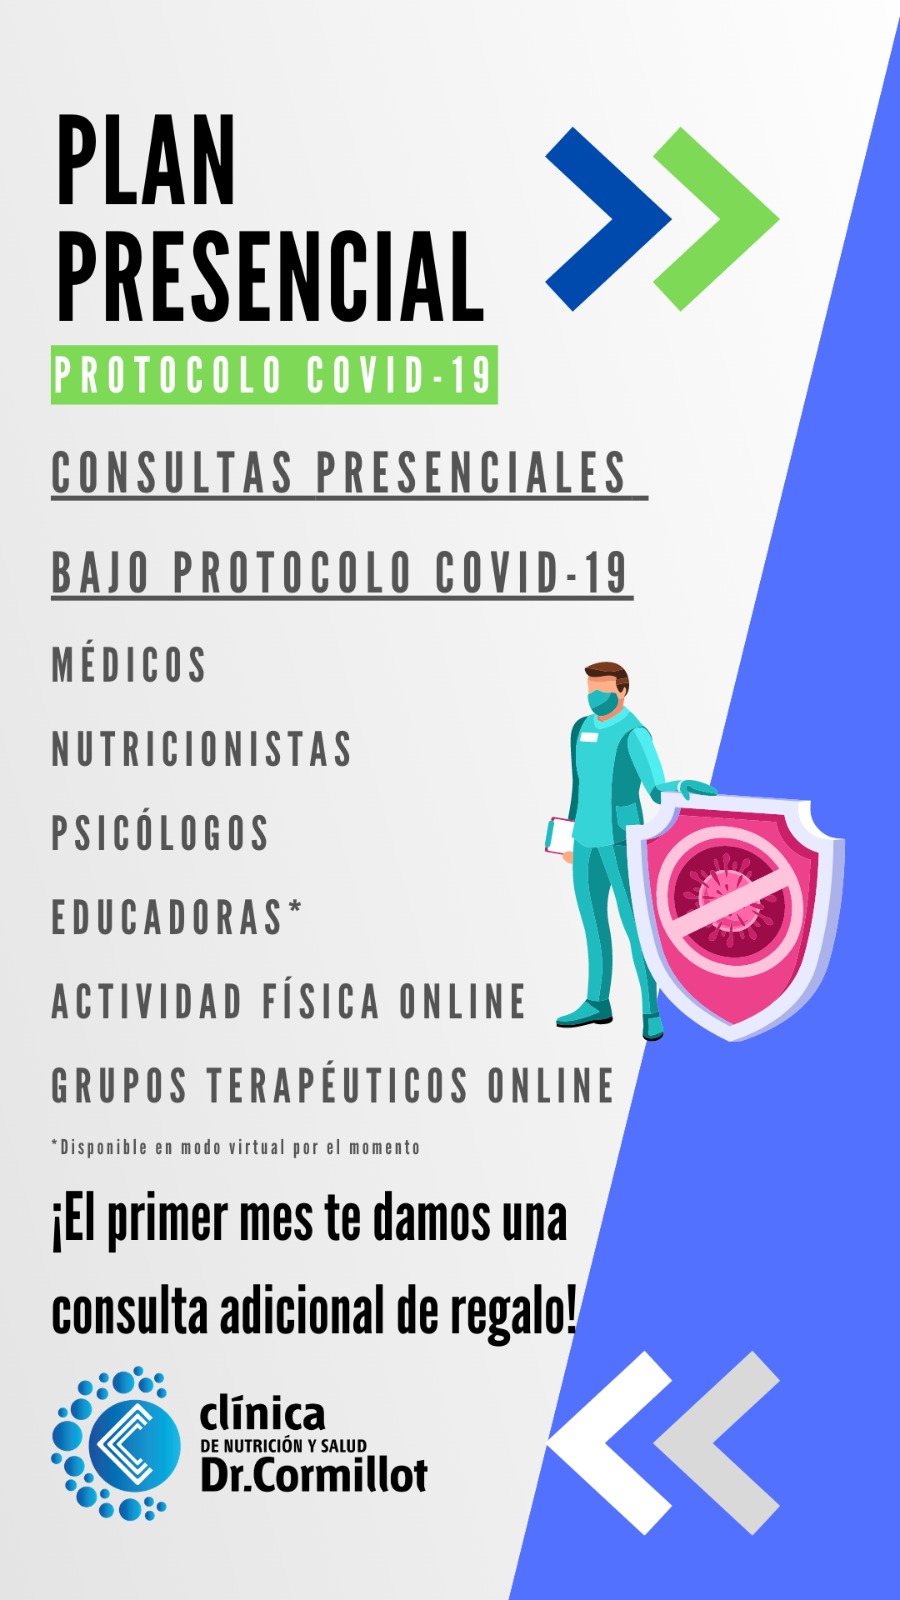 PLAN
PRESENCIAL
PROTOCOLO COVID-19
CONSULTAS PRESENCIALES
BAJO PROTOCOLO COVID-19
MÉDICOS
NUTRICIONISTAS
PSICÓLOGOS
EDUCADORAS*
ACTIVIDAD FÍSICA ONLINE
GRUPOS TERAPÉUTICOS ONLINE
*Disponible en modo virtual por el momento
¡El primer mes te damos una
consulta adicional de regalo!
clínica
DE NUTRICIÓN Y SALUD
Dr.Cormillot